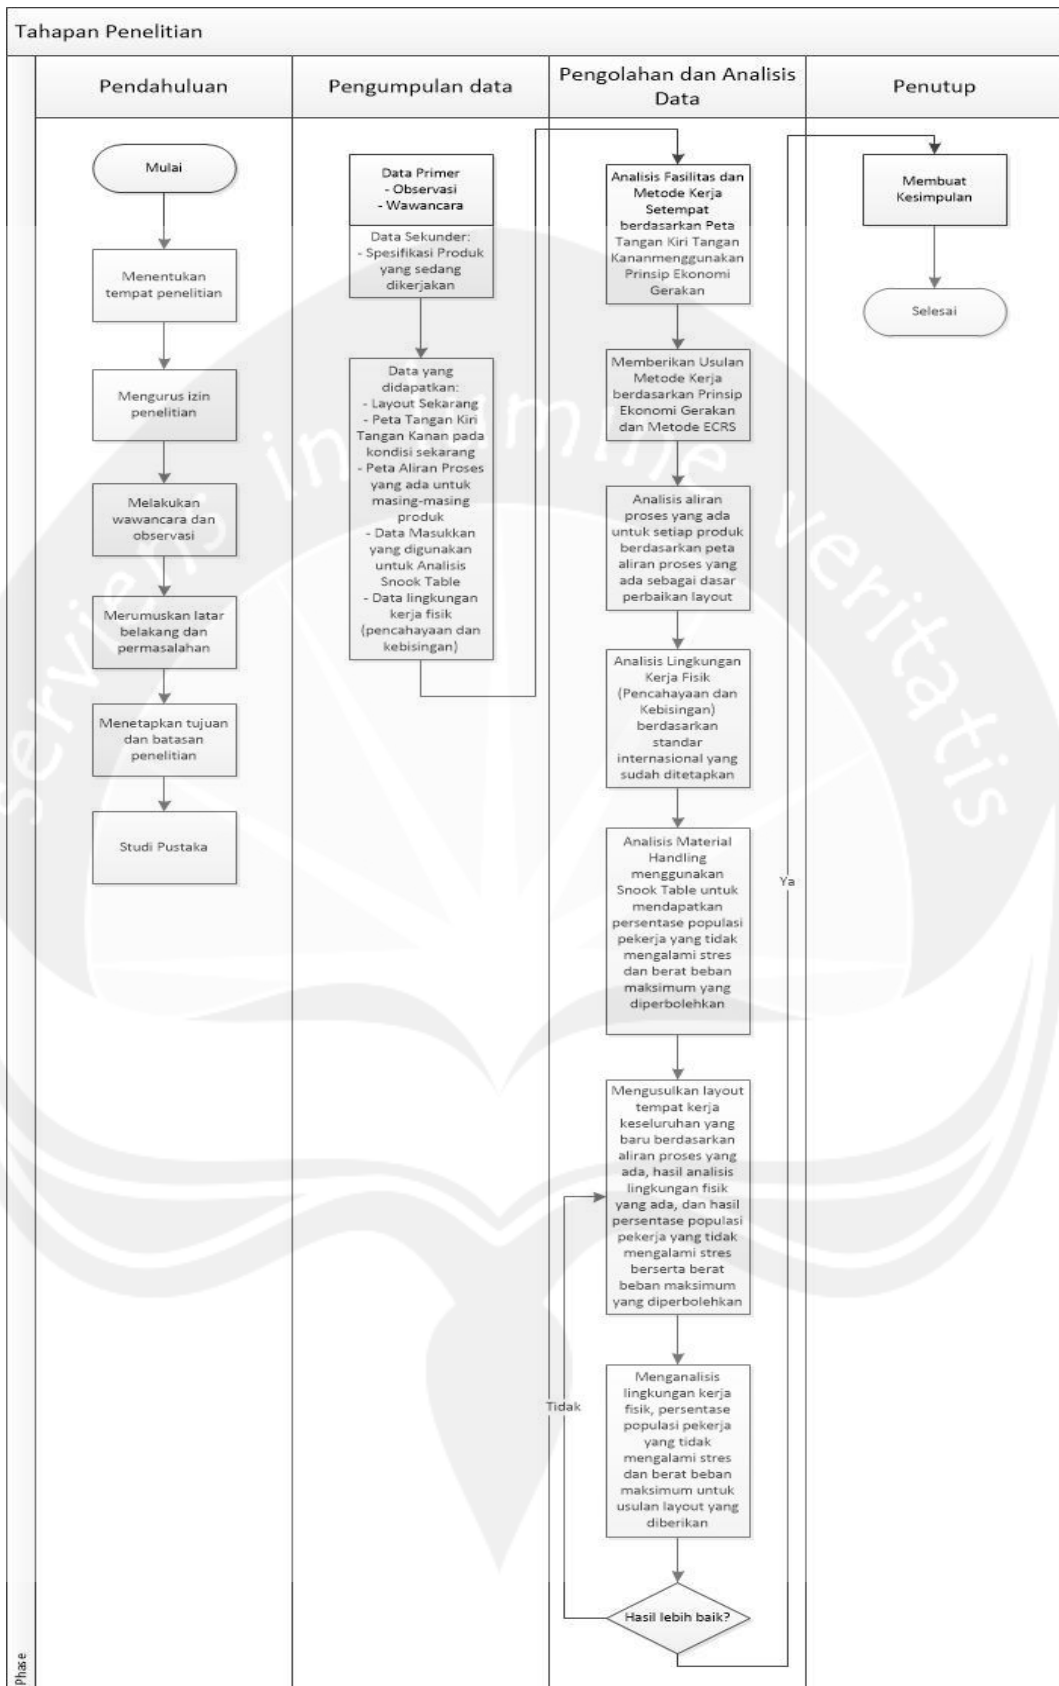 Tahapan Penelitian
Pendahuluan
Pengumpulan data
Pengolahan dan Analisis
Data
Penutup
Mulai
Menentukan
tempat penelitian
Mengurus izin
penelitian
Melakukan
wawancara dan
observasi
Merumuskan latar
belakang dan
permasalahan
Menetapkan tujuan
dan batasan
penelitian
Studi Pustaka
Data Primer
- Observasi
- Wawancara
Data Sekunder:
- Spesifikasi Produk
yang sedang
dikerjakan
Data yang
didapatkan:
- Layout Sekarang
- Peta Tangan Kiri
Tangan Kanan pada
kondisi sekarang
- Peta Aliran Proses
yang ada untuk
masing-masing
produk
- Data Masukkan
yang digunakan
untuk Analisis
Snook Table
- Data lingkungan
kerja fisik
(pencahayaan dan
kebisingan)
Analisis Fasilitas dan
Metode Kerja
Setempat
berdasarkan Peta
Tangan Kiri Tangan
Kananmenggunakan
Prinsip Ekonomi
Gerakan
Memberikan Usulan
Metode Kerja
berdasarkan Prinsip
Ekonomi Gerakan
dan Metode ECRS
Analisis aliran
proses yang ada
untuk setiap produk
berdasarkan peta
aliran proses yang
ada sebagai dasar
perbaikan layout
Analisis Lingkungan
Kerja Fisik
(Pencahayaan dan
Kebisingan)
berdasarkan
standar
internasional yang
sudah ditetapkan
Analisis Material
Handling
menggunakan
Snook Table untuk
mendapatkan
persentase populasi
pekerja yang tidak
mengalami stres
dan berat beban
maksimum yang
diperbolehkan
Mengusulkan layout
tempat kerja
keseluruhan yang
baru berdasarkan
aliran proses yang
ada, hasil analisis
lingkungan fisik
yang ada, dan hasil
persentase populasi
pekerja yang tidak
mengalami stres
berserta berat
beban maksimum
yang diperbolehkan
Menganalisis
lingkungan kerja
fisik, persentase
populasi pekerja
yang tidak
mengalami stres
dan berat beban
maksimum untuk
usulan layout yang
diberikan
Hasil lebih baik?
Tidak
Ya
Membuat
Kesimpulan
Selesai
Phase
serviens in lumine veritatis